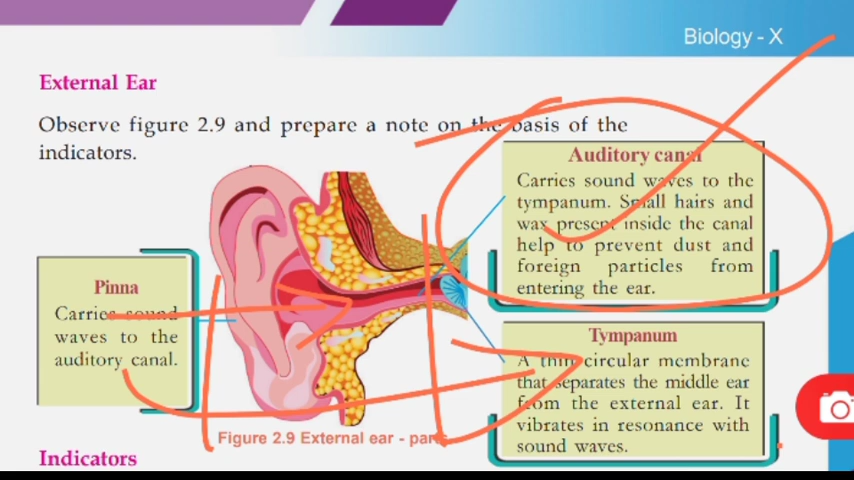 Biology - X
External Ear
Observe figure 2.9 and prepare a note on the basis of the
indicators.
Auditory canal
Carries sound waves to the
tympanum. Small hairs and
wax present inside the canal
help to prevent dust and
foreign particles from
entering the ear.
Pinna
Carries sound
waves to the
auditory canal.
Tympanum
A thin circular membrane
that separates the middle ear
from the external ear. It
vibrates in resonance with
sound waves.
Figure 2.9 External ear - parts
Indicators